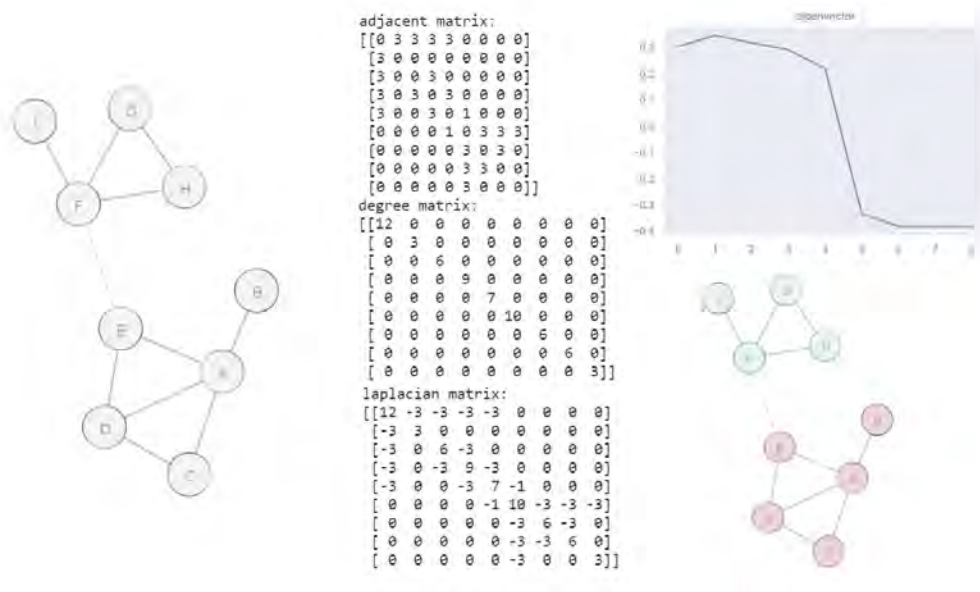 I
G
F
H
B
E
A
D
C
adjacent matrix:
[[0 3 3 3 3 0 0 0 0]
[3 0 0 0 0 0 0 0 0]
[3 0 0 3 0 0 0 0 0]
[3 0 3 0 3 0 0 0 0]
[3 0 0 3 0 1 0 0 0]
[0 0 0 0 1 0 3 3 3]
[0 0 0 0 0 3 0 3 0]
[0 0 0 0 0 3 3 0 0]
[0 0 0 0 0 3 0 0 0]]
degree matrix:
[[12 0 0 0 0 0 0 0 0]
[ 0 3 0 0 0 0 0 0 0]
[ 0 0 6 0 0 0 0 0 0]
[ 0 0 0 9 0 0 0 0 0]
[ 0 0 0 0 7 0 0 0 0]
[ 0 0 0 0 0 10 0 0 0]
[ 0 0 0 0 0 0 6 0 0]
[ 0 0 0 0 0 0 0 6 0]
[ 0 0 0 0 0 0 0 0 3]]
laplacian matrix:
[[12 -3 -3 -3 -3 0 0 0 0]
[-3 3 0 0 0 0 0 0 0]
[-3 0 6 -3 0 0 0 0 0]
[-3 0 -3 9 -3 0 0 0 0]
[-3 0 0 -3 7 -1 0 0 0]
[ 0 0 0 0 -1 10 -3 -3 -3]
[ 0 0 0 0 0 -3 6 -3 0]
[ 0 0 0 0 0 -3 -3 6 0]
[ 0 0 0 0 0 -3 0 0 3]]
eigenvector
0.3
0.2
0.1
0.0
-0.1
-0.2
-0.3
-0.4
0 1 2 3 4 5 6 7 8